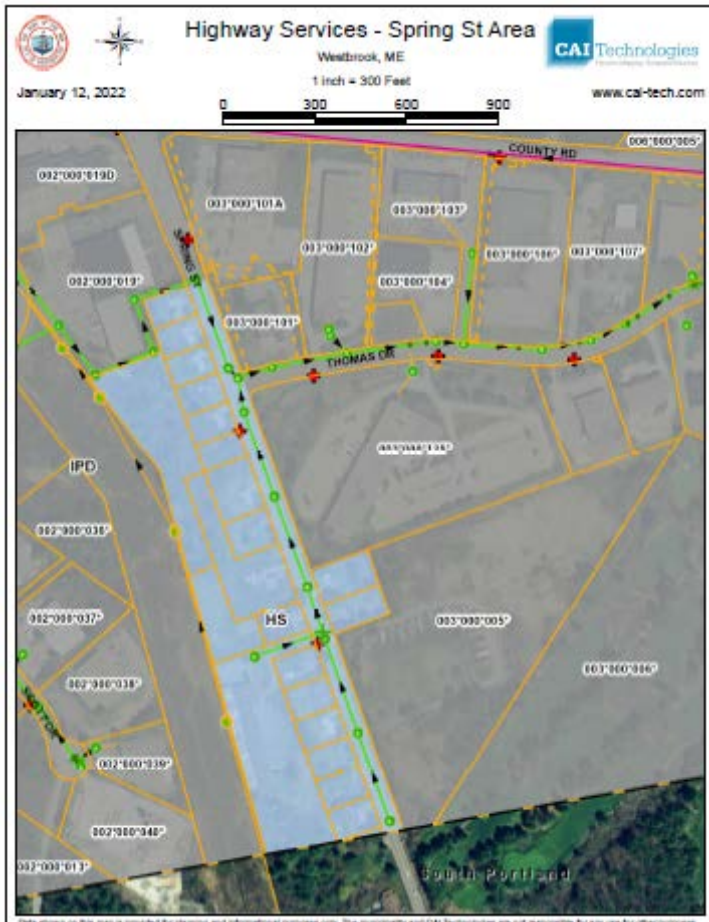 Highway Services - Spring St Area
Westbrook, ME
1 inch = 300 Feet
CAI Technologies
January 12, 2022
www.cai-tech.com
0 300 600 900
COUNTY RD
006°000°005°
002°000°019D
003°000°101A
003°000°103°
SPRING ST
003°000°102°
003°000°106°
003°000°107°
002°000°019°
003°000°104°
003°000°101°
THOMAS DR
IPD
002°000°037°
HS
003°000°005°
003°000°006°
002°000°038°
002°000°039°
002°000°040°
002°000°013°
South Portland